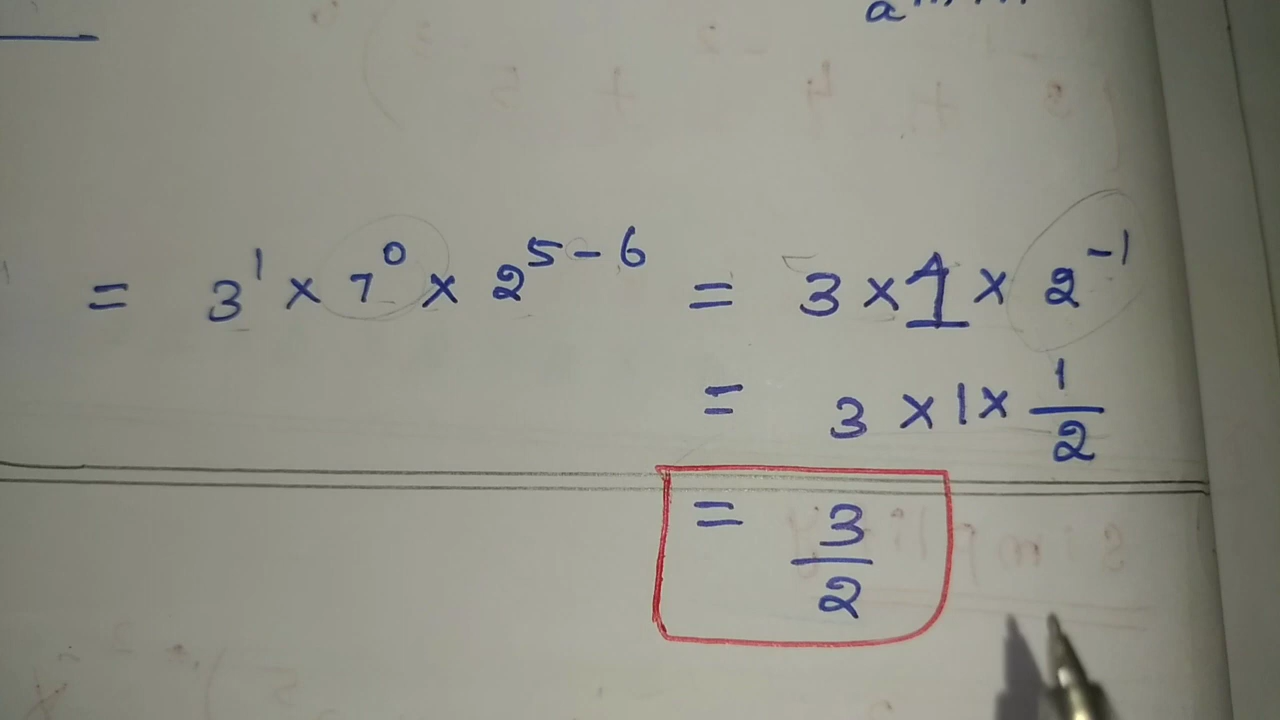 = 3¹ × 7⁰ × 2⁵⁻⁶ = 3 × 1 × 2⁻¹
= 3 × 1 × 1/2
= 3/2